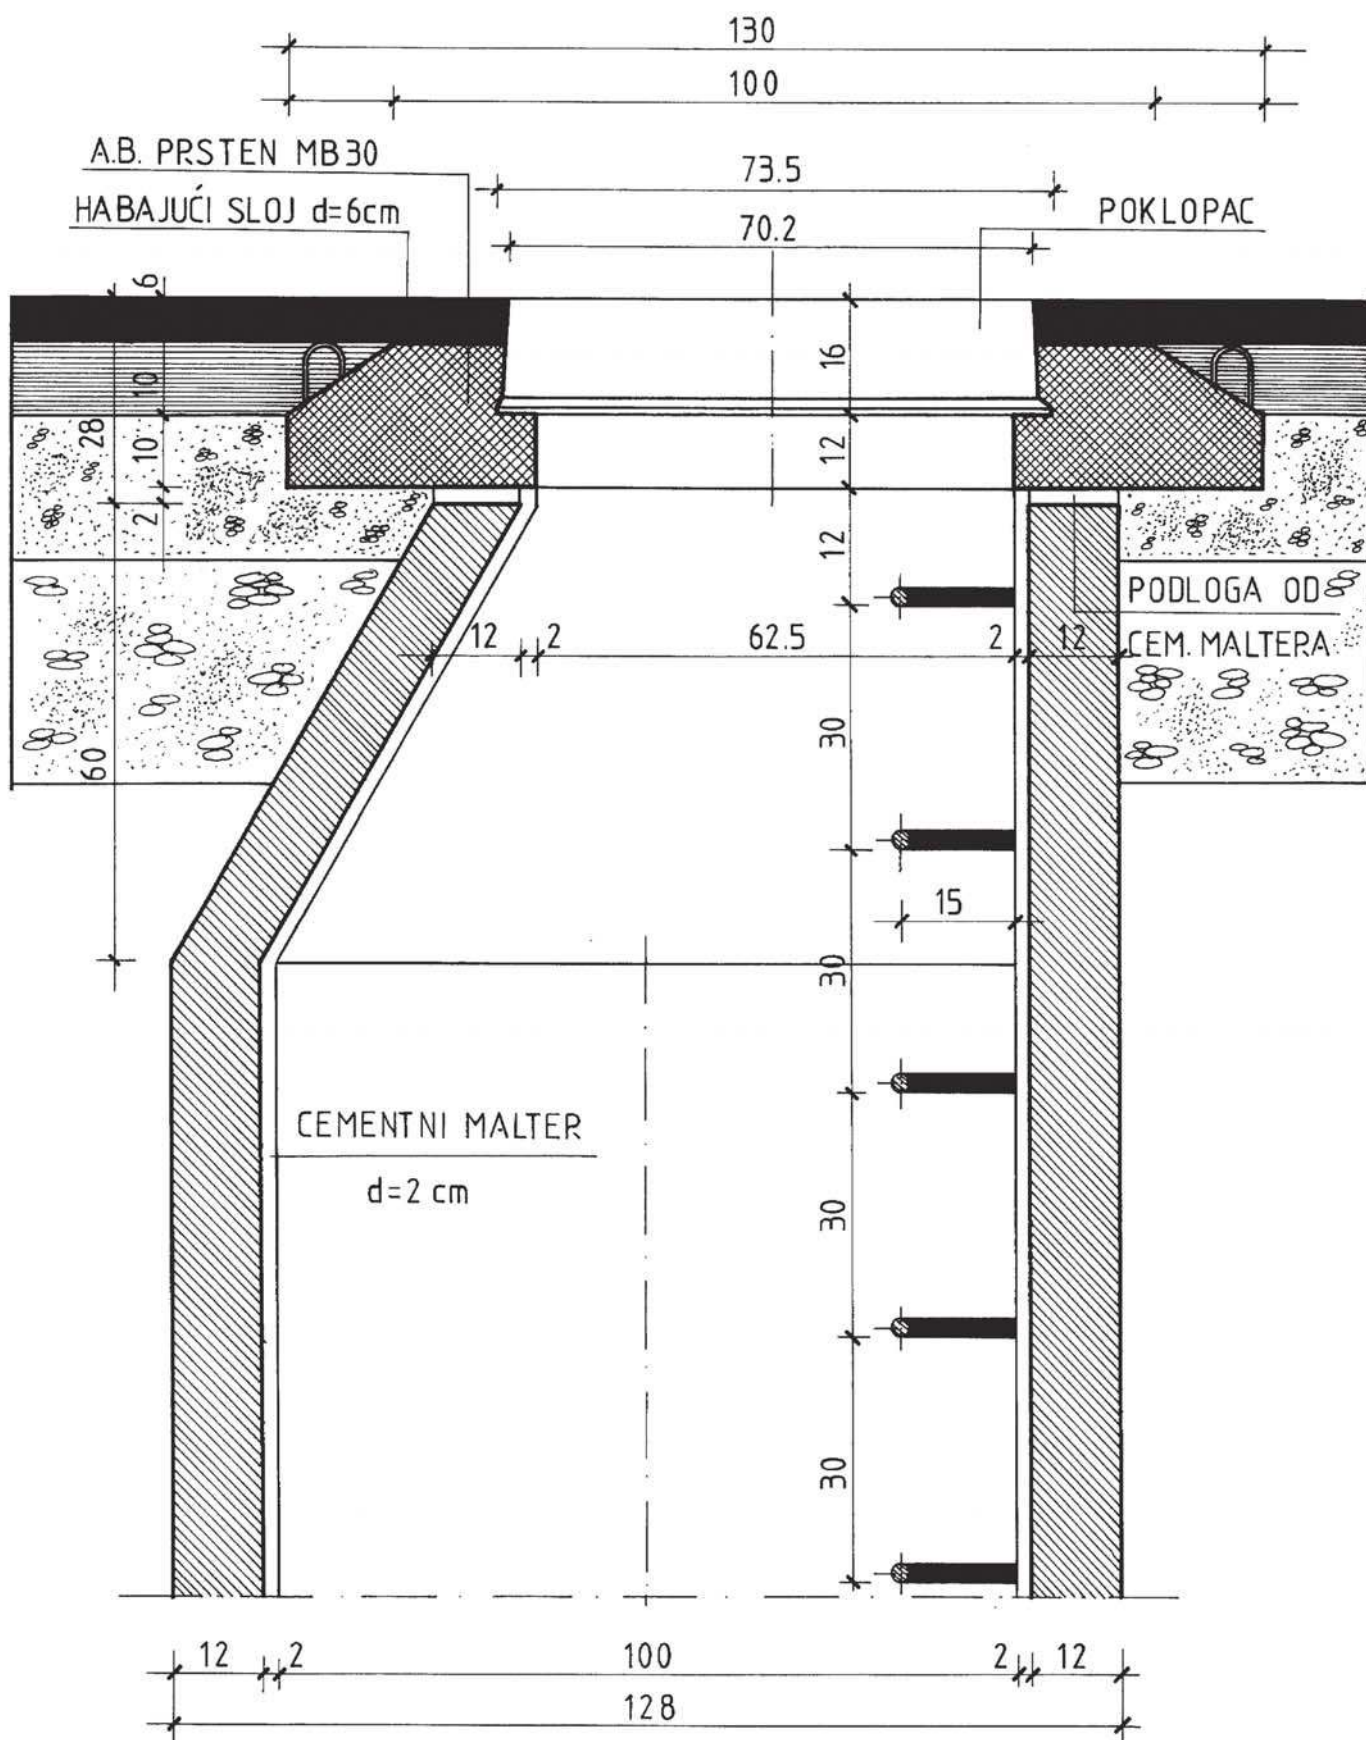 130
100
A.B. PRSTEN MB30
73.5
HABAJUĆI SLOJ d=6cm
POKLOPAC
70.2
6
16
10
28
10
12
2
12
PODLOGA OD
12 2 62.5 2 12
CEM. MALTERA
30
60
15
30
CEMENTNI MALTER
d=2 cm
30
30
12 2 100 2 12
128